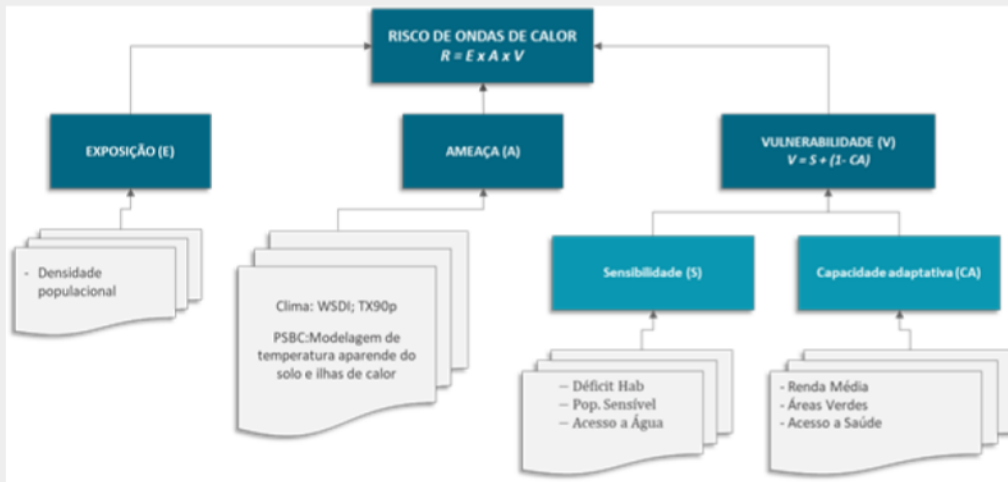 RISCO DE ONDAS DE CALOR
R = E x A x V
EXPOSIÇÃO (E)
AMEAÇA (A)
VULNERABILIDADE (V)
V = S + (1- CA)
- Densidade
populacional
Clima: WSDI; TX90p
PSBC:Modelagem de
temperatura aparende do
solo e ilhas de calor
Sensibilidade (S)
Capacidade adaptativa (CA)
– Déficit Hab
– Pop. Sensível
– Acesso a Água
- Renda Média
- Áreas Verdes
- Acesso a Saúde